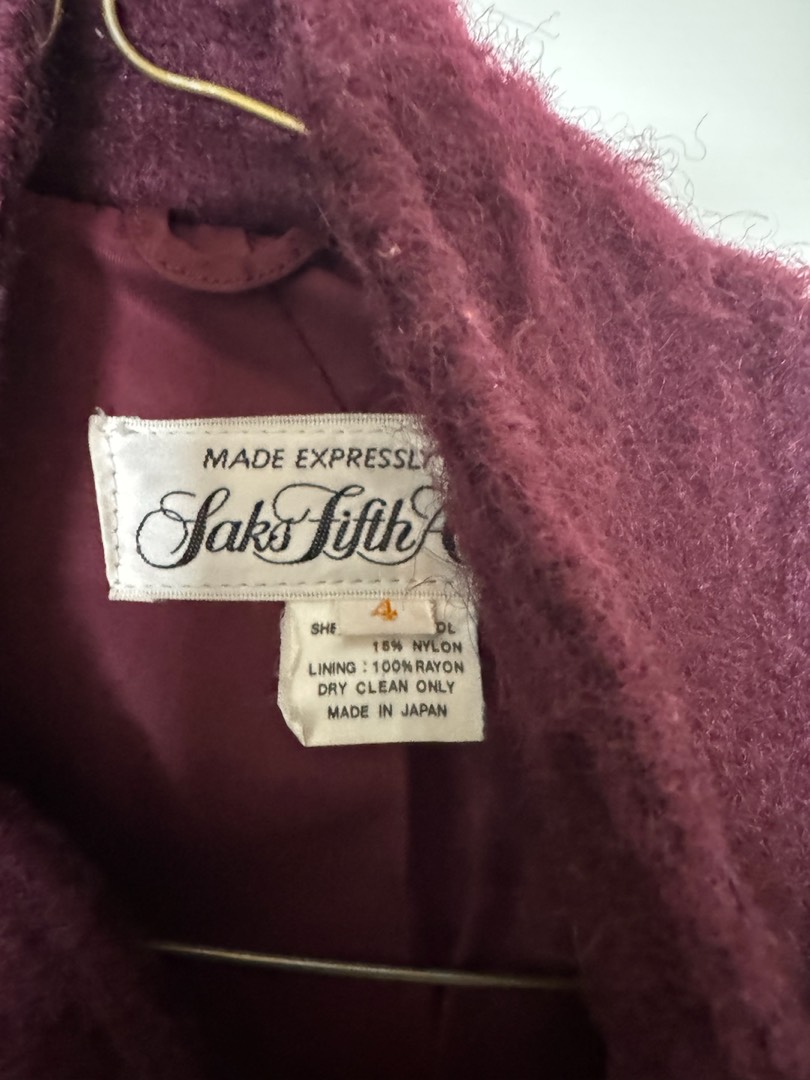 MADE EXPRESSLY
Saks Fifth
4
15% NYLON
LINING : 100% RAYON
DRY CLEAN ONLY
MADE IN JAPAN